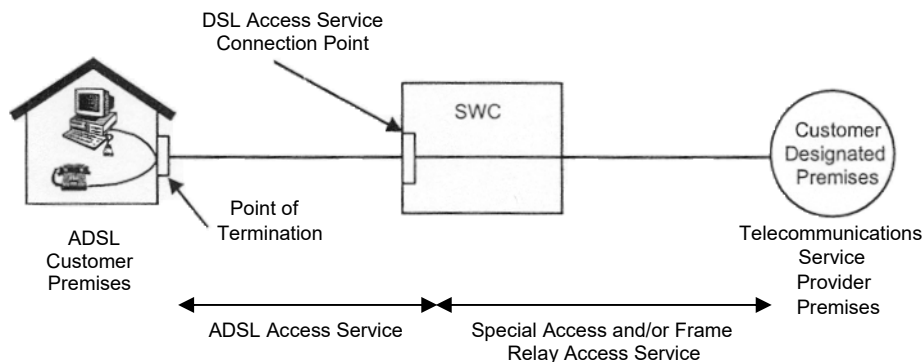 DSL Access Service
Connection Point
SWC
Customer
Designated
Premises
Point of
Termination
ADSL
Customer
Premises
Telecommunications
Service
Provider
Premises
ADSL Access Service
Special Access and/or Frame
Relay Access Service